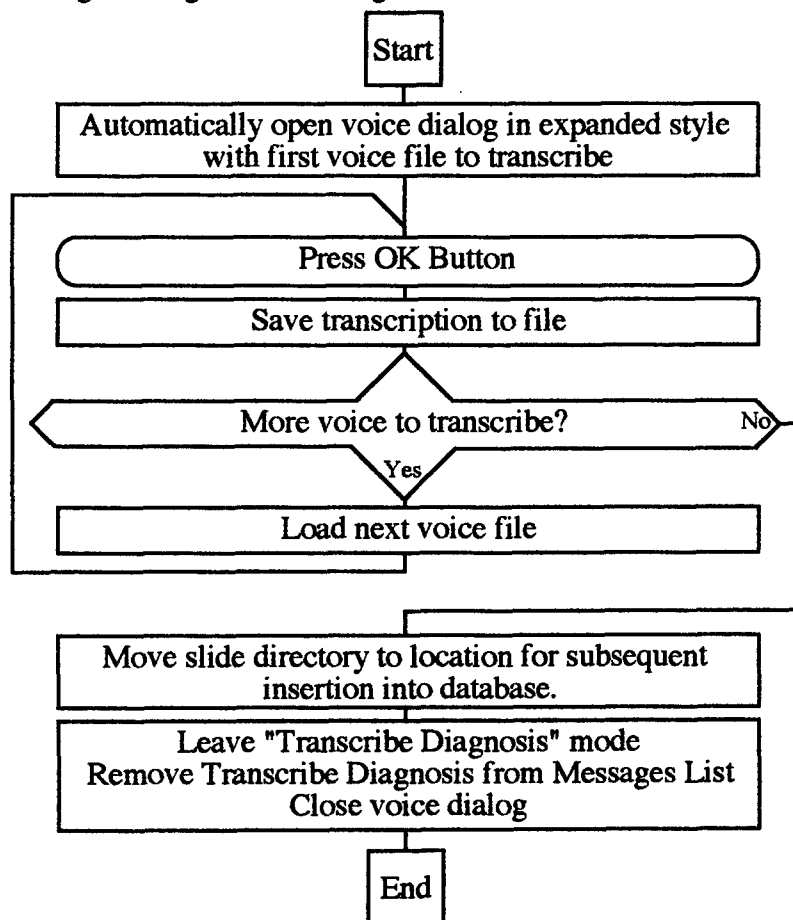 Start
Automatically open voice dialog in expanded style
with first voice file to transcribe
Press OK Button
Save transcription to file
More voice to transcribe?
No
Yes
Load next voice file
Move slide directory to location for subsequent
insertion into database.
Leave "Transcribe Diagnosis" mode
Remove Transcribe Diagnosis from Messages List
Close voice dialog
End